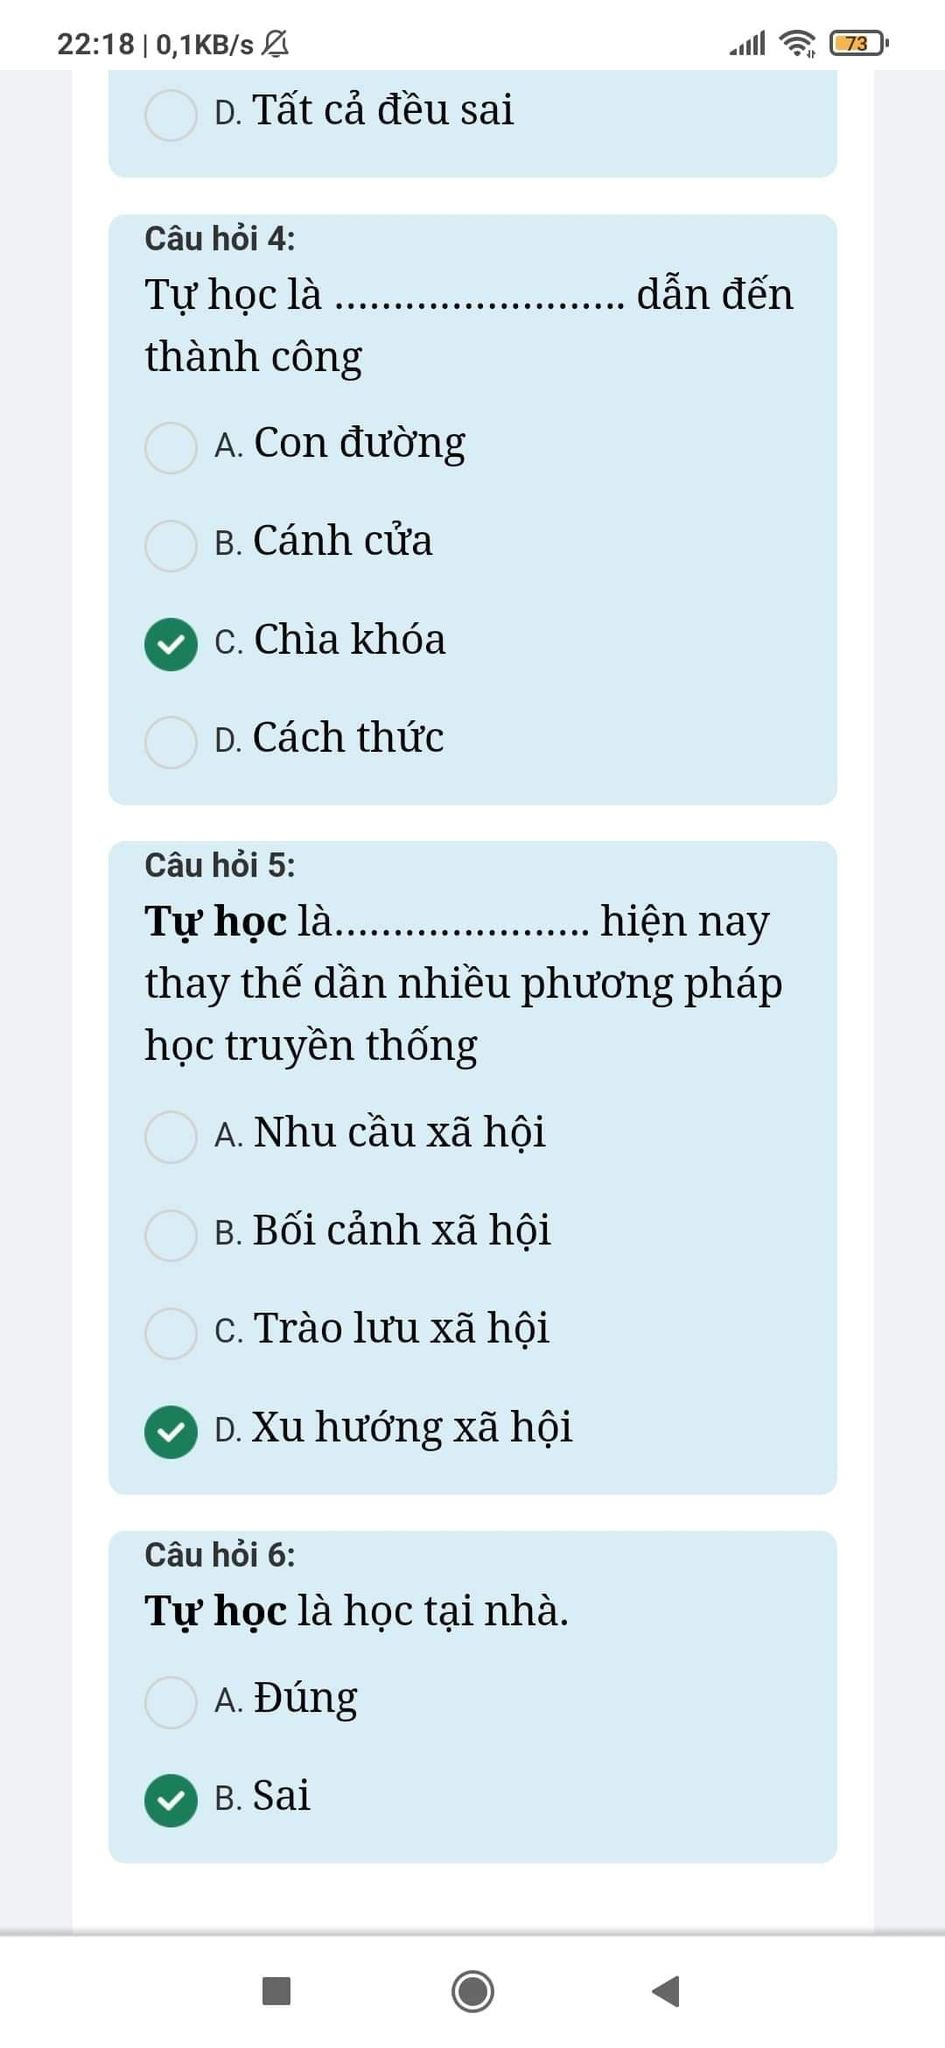 22:18 | 0,1KB/s
73
D. Tất cả đều sai
Câu hỏi 4:
Tự học là ......................... dẫn đến
thành công
A. Con đường
B. Cánh cửa
C. Chìa khóa
D. Cách thức
Câu hỏi 5:
Tự học là...................... hiện nay
thay thế dần nhiều phương pháp
học truyền thống
A. Nhu cầu xã hội
B. Bối cảnh xã hội
C. Trào lưu xã hội
D. Xu hướng xã hội
Câu hỏi 6:
Tự học là học tại nhà.
A. Đúng
B. Sai